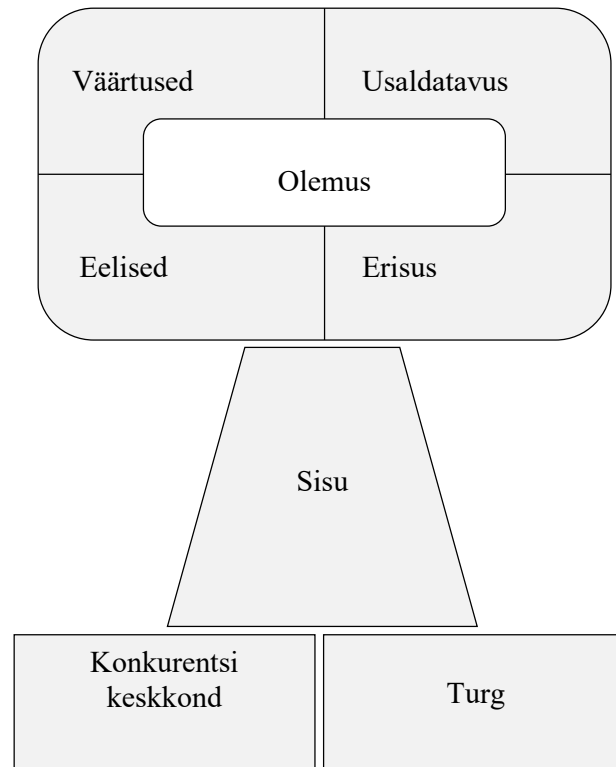 Väärtused
Usaldatavus
Olemus
Eelised
Erisus
Sisu
Konkurentsi
keskkond
Turg